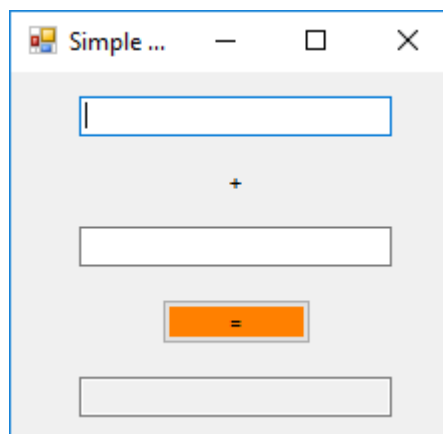 Simple ...
+
=